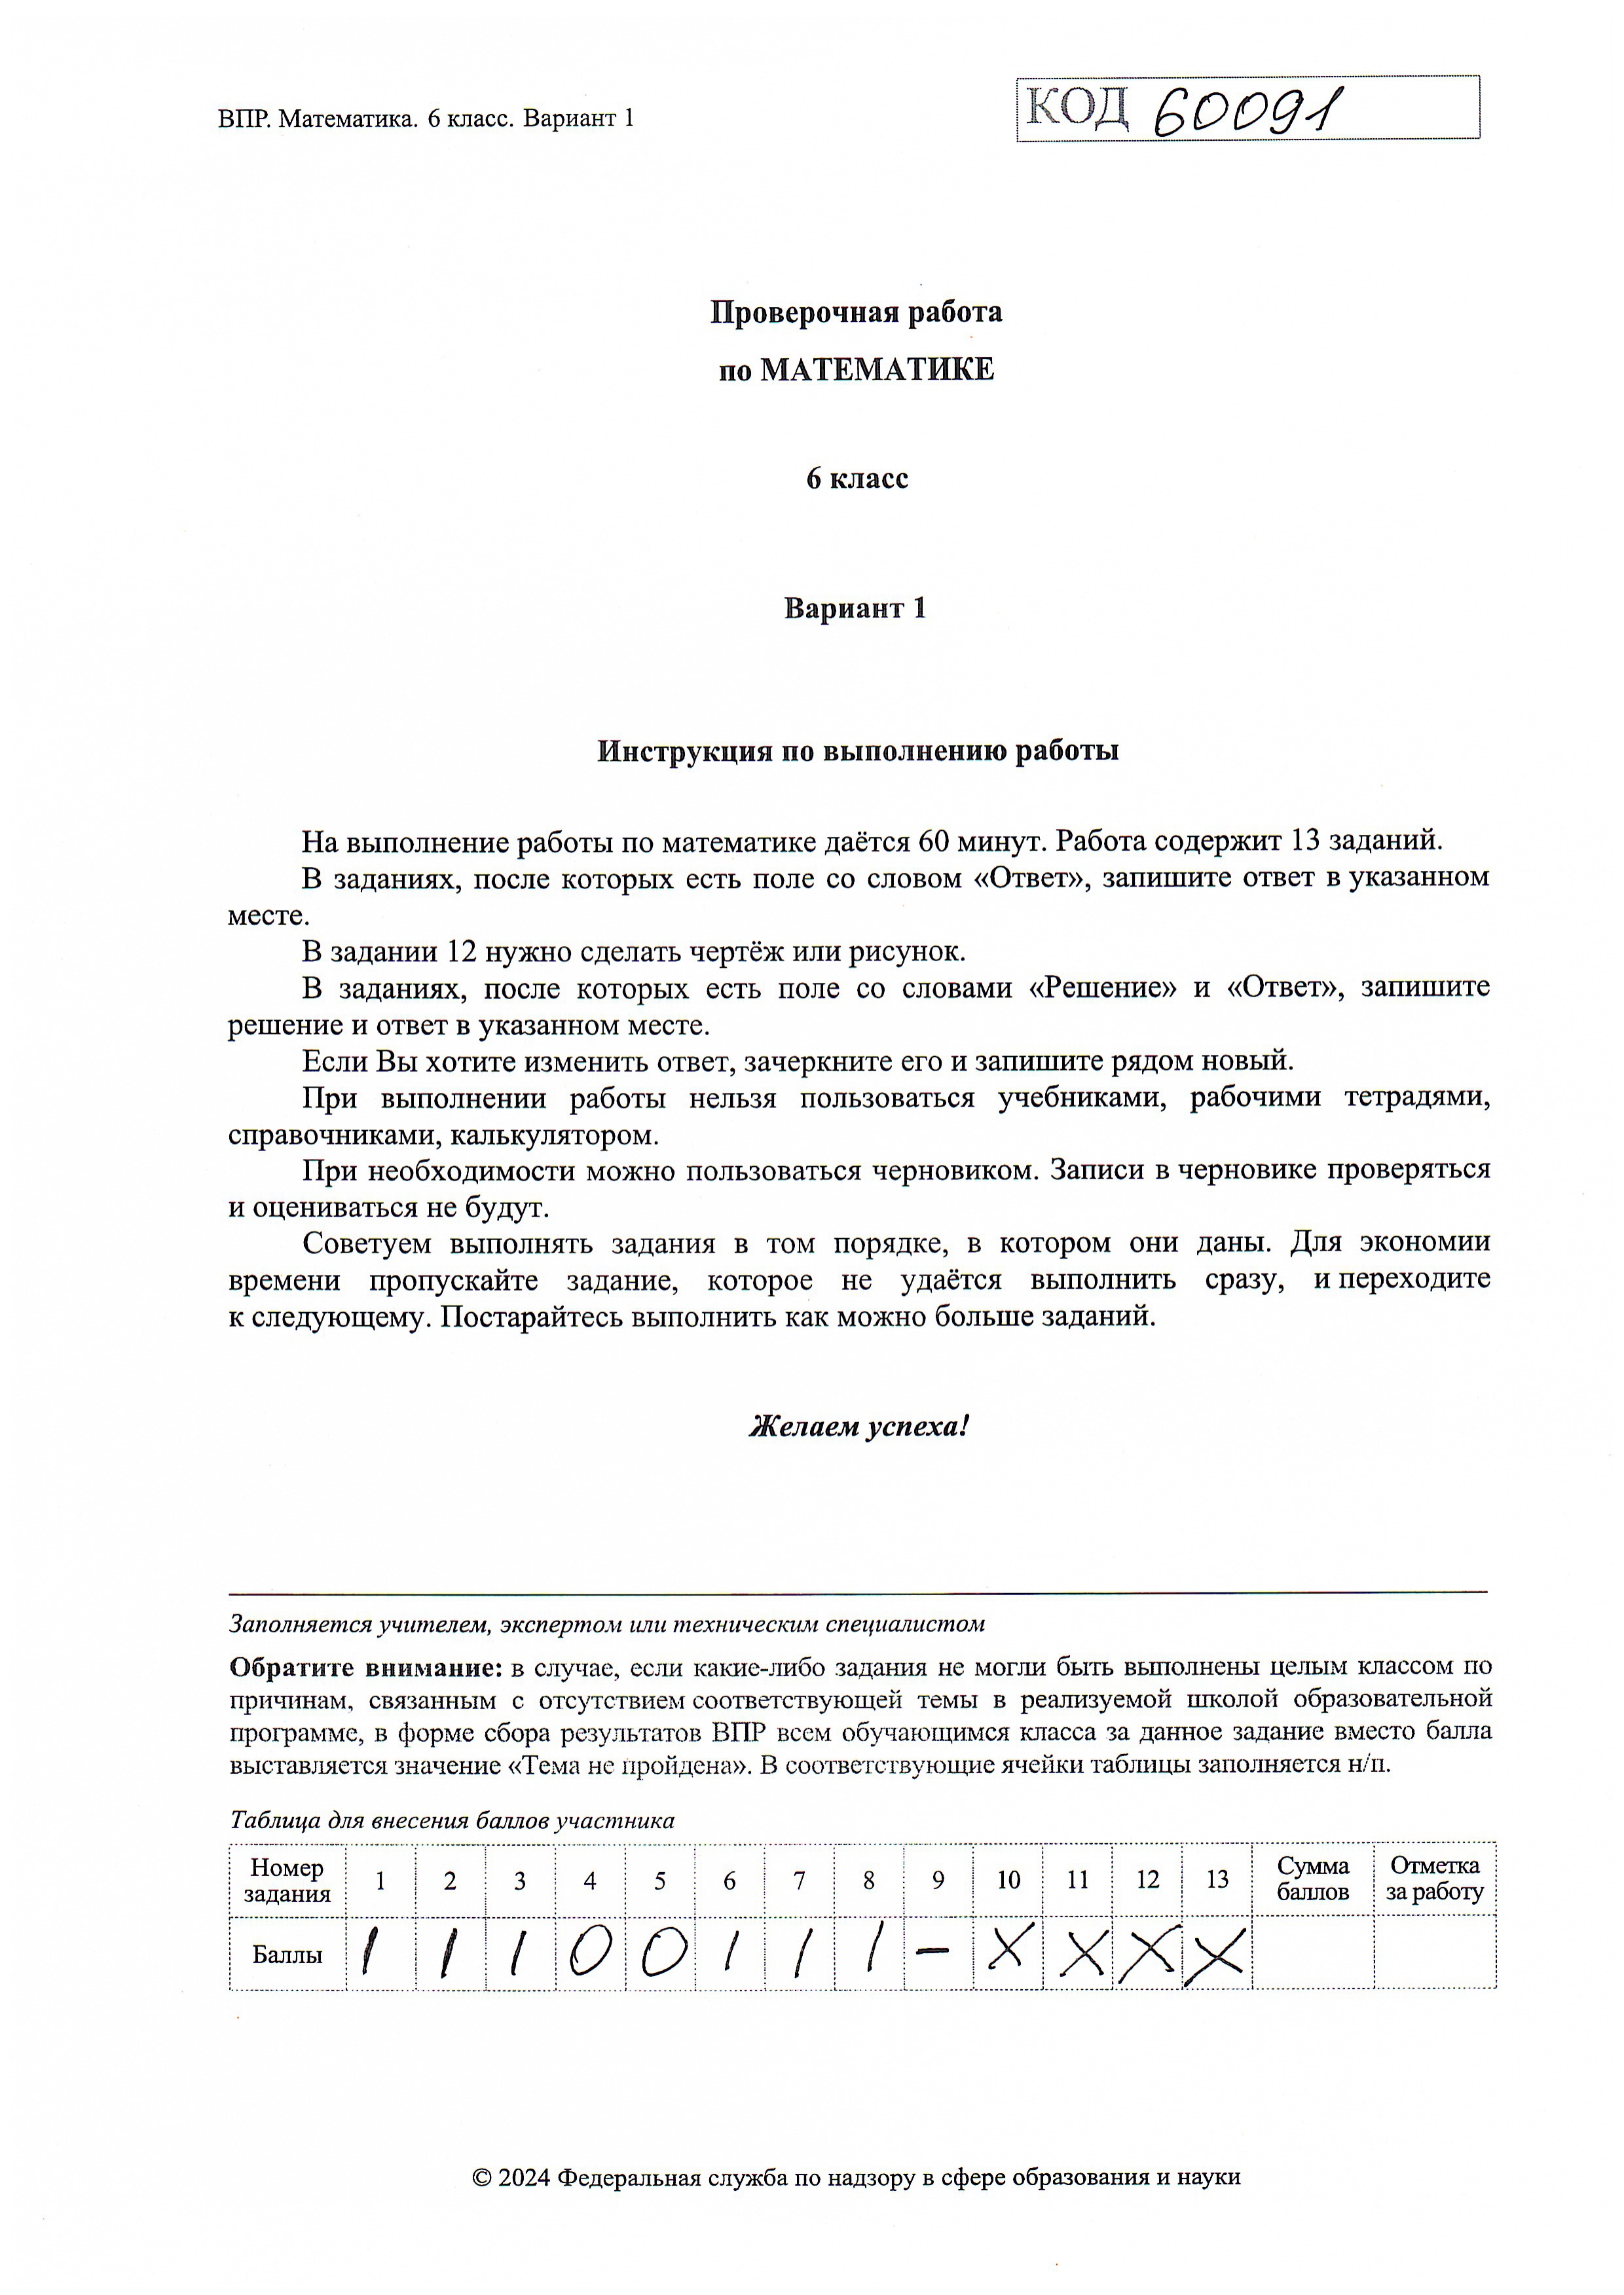 ВПР. Математика. 6 класс. Вариант 1
КОД 60091
Проверочная работа
по МАТЕМАТИКЕ
6 класс
Вариант 1
Инструкция по выполнению работы
На выполнение работы по математике даётся 60 минут. Работа содержит 13 заданий.
В заданиях, после которых есть поле со словом «Ответ», запишите ответ в указанном
месте.
В задании 12 нужно сделать чертёж или рисунок.
В заданиях, после которых есть поле со словами «Решение» и «Ответ», запишите
решение и ответ в указанном месте.
Если Вы хотите изменить ответ, зачеркните его и запишите рядом новый.
При выполнении работы нельзя пользоваться учебниками, рабочими тетрадями,
справочниками, калькулятором.
При необходимости можно пользоваться черновиком. Записи в черновике проверяться
и оцениваться не будут.
Советуем выполнять задания в том порядке, в котором они даны. Для экономии
времени пропускайте задание, которое не удаётся выполнить сразу, и переходите
к следующему. Постарайтесь выполнить как можно больше заданий.
Желаем успеха!
Заполняется учителем, экспертом или техническим специалистом
Обратите внимание: в случае, если какие-либо задания не могли быть выполнены целым классом по
причинам, связанным с отсутствием соответствующей темы в реализуемой школой образовательной
программе, в форме сбора результатов ВПР всем обучающимся класса за данное задание вместо балла
выставляется значение «Тема не пройдена». В соответствующие ячейки таблицы заполняется н/п.
Таблица для внесения баллов участника
Номер задания 1 2 3 4 5 6 7 8 9 10 11 12 13 Сумма баллов Отметка за работу
Баллы 1 1 1 0 0 1 1 1 – X X X X
© 2024 Федеральная служба по надзору в сфере образования и науки